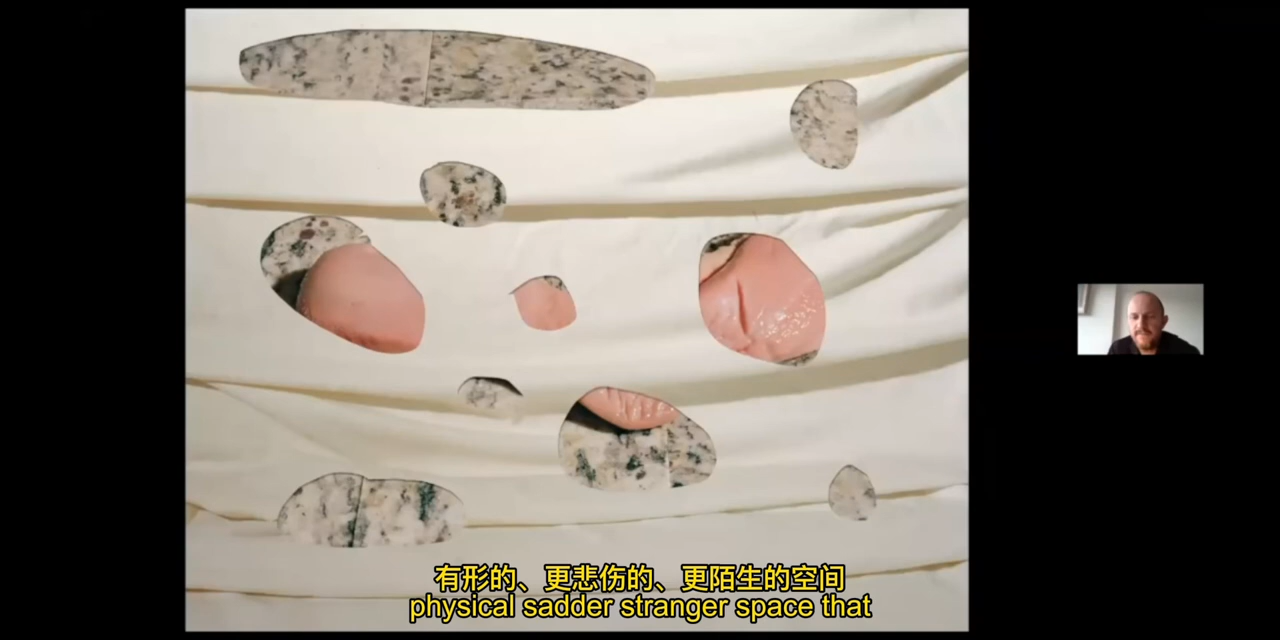 有形的、更悲伤的、更陌生的空间
physical sadder stranger space that